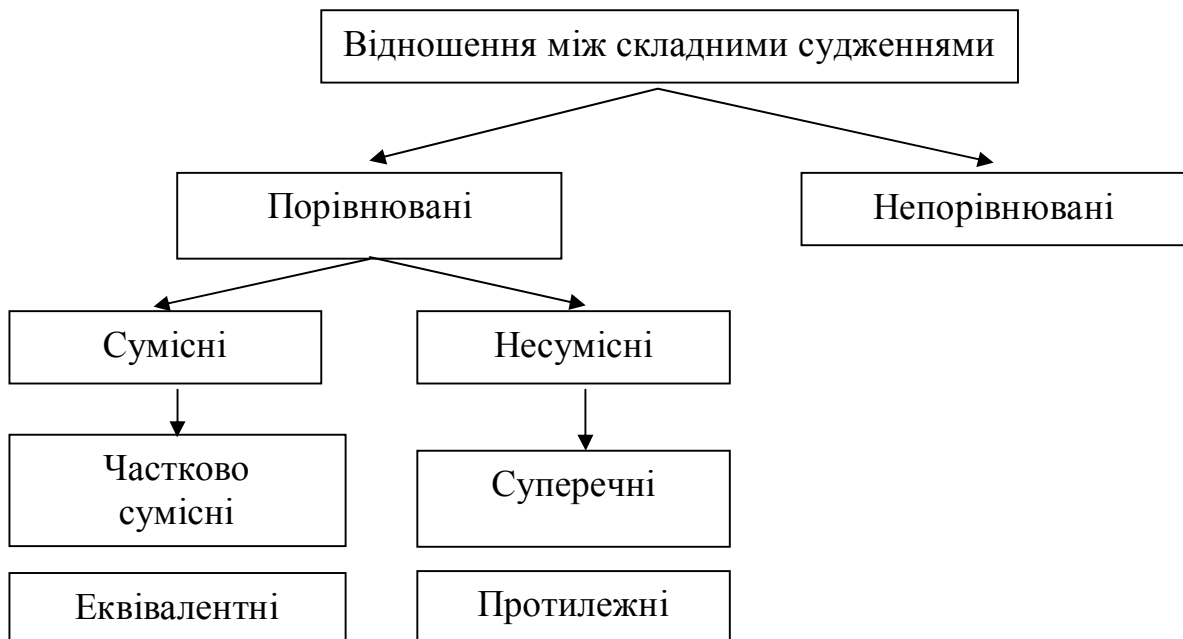 Відношення між складними судженнями
Порівнювані
Непорівнювані
Сумісні
Несумісні
Частково
сумісні
Суперечні
Еквівалентні
Протилежні